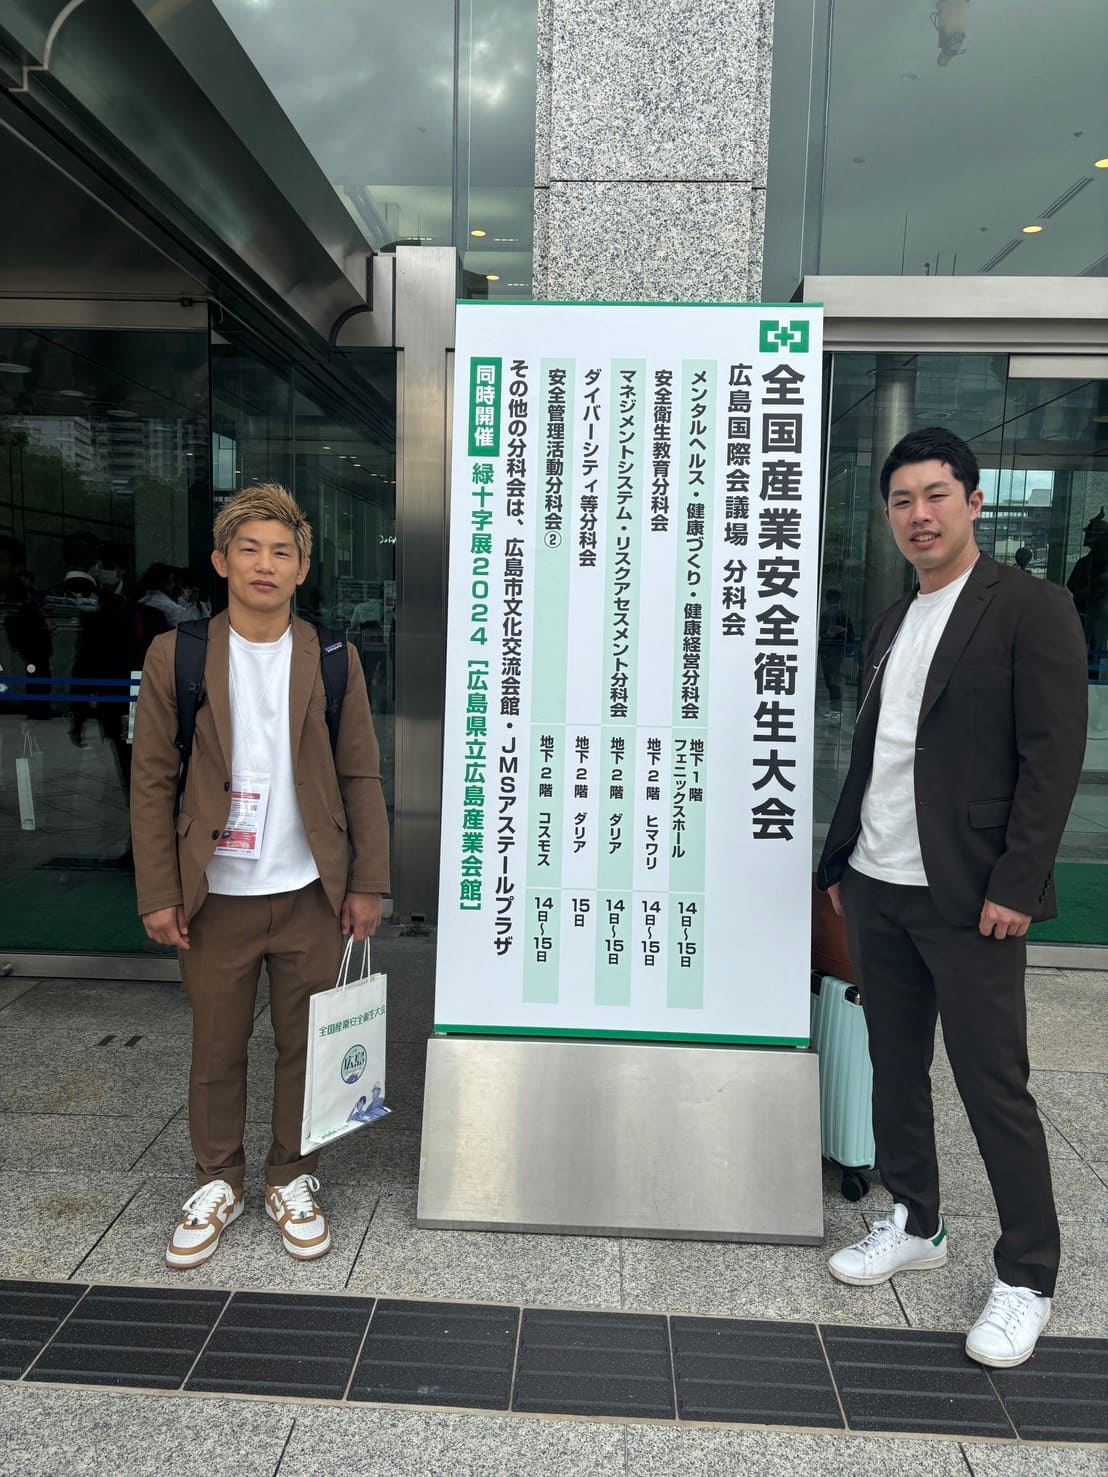 全国産業安全衛生大会
広島国際会議場 分科会
メンタルヘルス・健康づくり・健康経営分科会 地下1階 フェニックスホール 14日～15日
安全衛生教育分科会 地下2階 ヒマワリ 14日～15日
マネジメントシステム・リスクアセスメント分科会 地下2階 ダリア 14日～15日
ダイバーシティ等分科会 地下2階 ダリア 15日
安全管理活動分科会② 地下2階 コスモス 14日～15日
その他の分科会は、広島市文化交流会館・JMSアステールプラザ
同時開催 緑十字展2024［広島県立広島産業会館］
全国産業安全衛生大会
広島